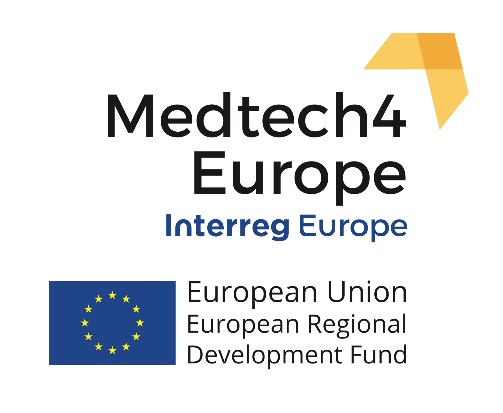 Medtech4
Europe
Interreg Europe
European Union
European Regional
Development Fund